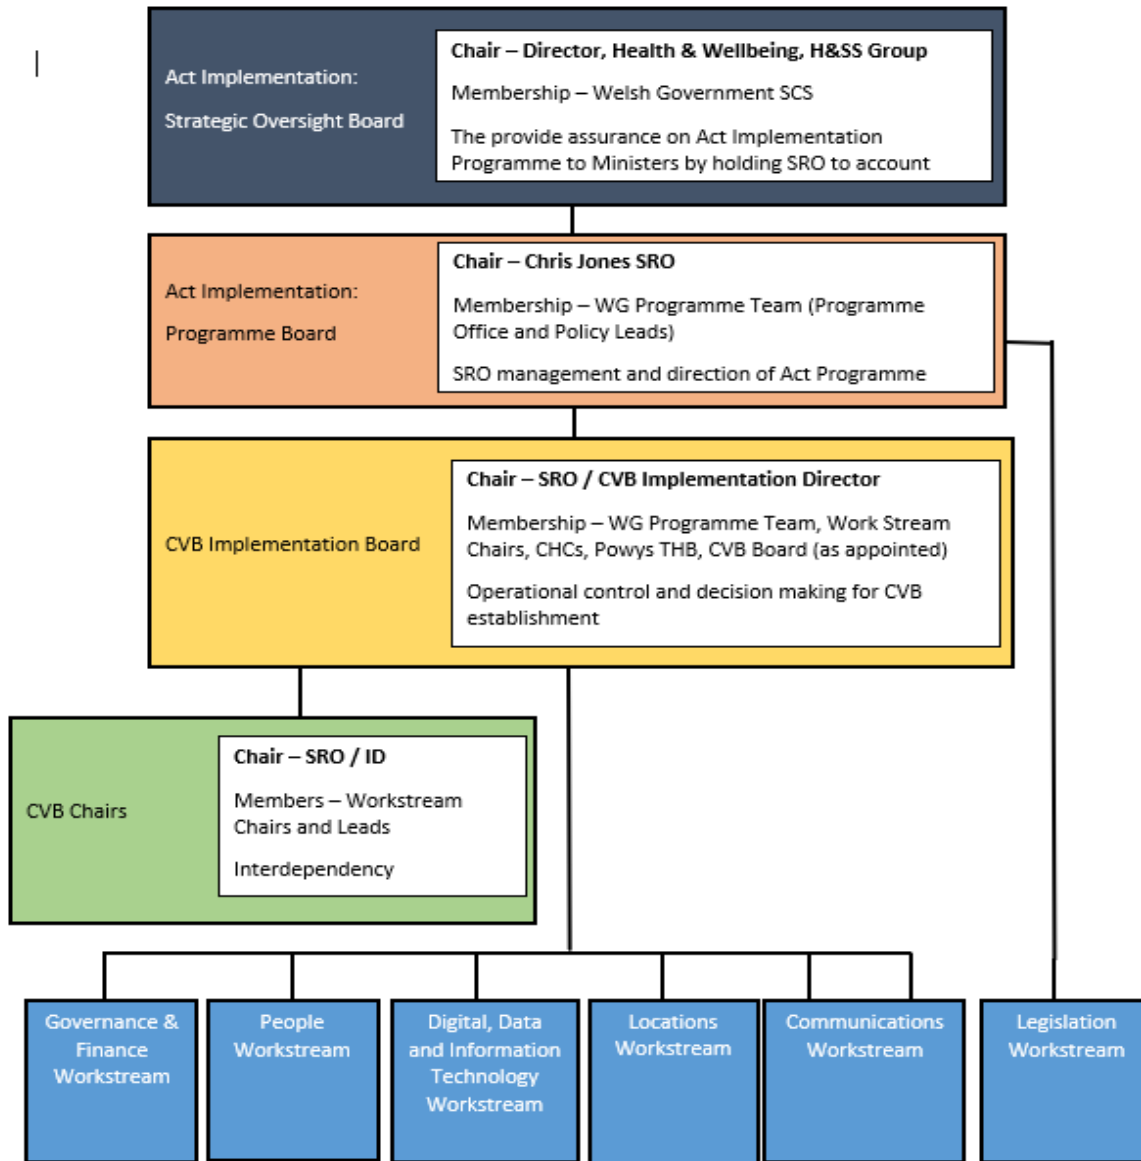 Act Implementation:
Strategic Oversight Board
Chair – Director, Health & Wellbeing, H&SS Group
Membership – Welsh Government SCS
The provide assurance on Act Implementation
Programme to Ministers by holding SRO to account
Act Implementation:
Programme Board
Chair – Chris Jones SRO
Membership – WG Programme Team (Programme
Office and Policy Leads)
SRO management and direction of Act Programme
CVB Implementation Board
Chair – SRO / CVB Implementation Director
Membership – WG Programme Team, Work Stream
Chairs, CHCs, Powys THB, CVB Board (as appointed)
Operational control and decision making for CVB
establishment
CVB Chairs
Chair – SRO / ID
Members – Workstream
Chairs and Leads
Interdependency
Governance &
Finance
Workstream
People
Workstream
Digital, Data
and Information
Technology
Workstream
Locations
Workstream
Communications
Workstream
Legislation
Workstream